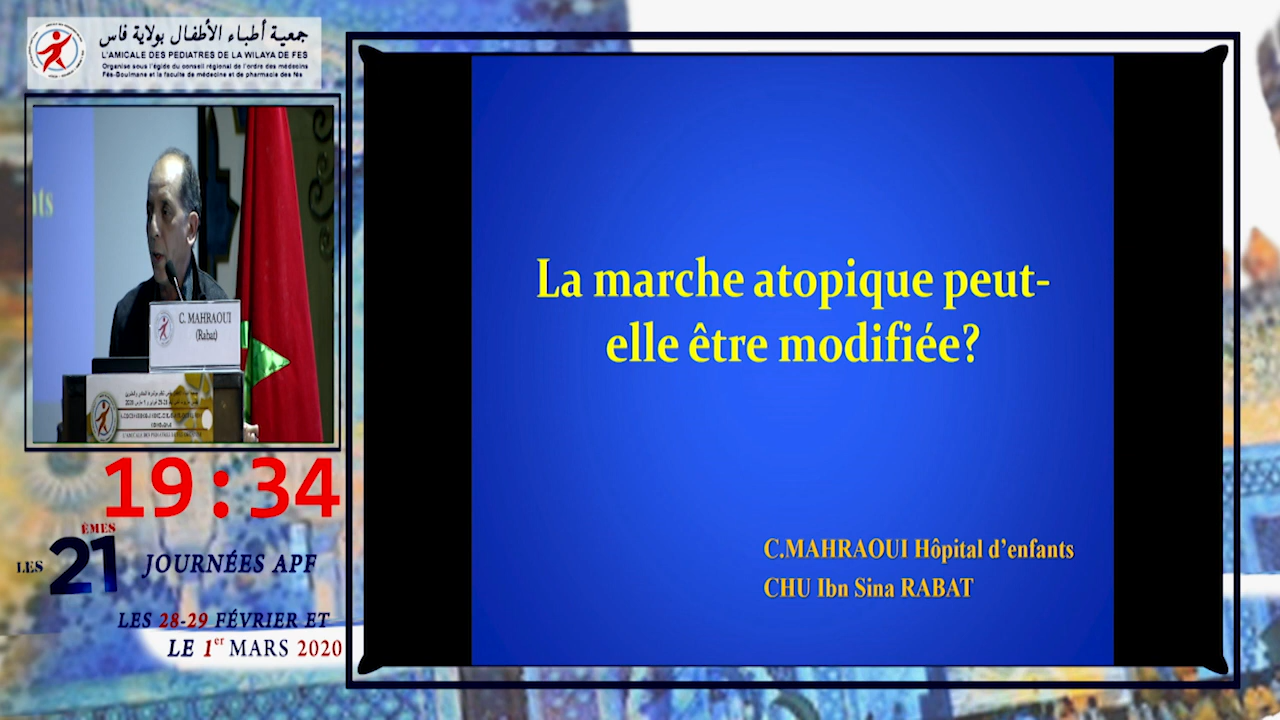 جمعية أطباء الأطفال بولاية فاس
L'AMICALE DES PEDIATRES DE LA WILAYA DE FES
Organisé sous l'égide du conseil régional de l'ordre des médecins
Fès-Boulmane et la faculté de médecine et de pharmacie des fès
nts
C. MAHRAOUI
(Rabat)
19:34
LES 21 ÈMES JOURNÉES APF
LES 28-29 FÉVRIER ET
LE 1er MARS 2020
La marche atopique peut-
elle être modifiée?
C.MAHRAOUI Hôpital d'enfants
CHU Ibn Sina RABAT